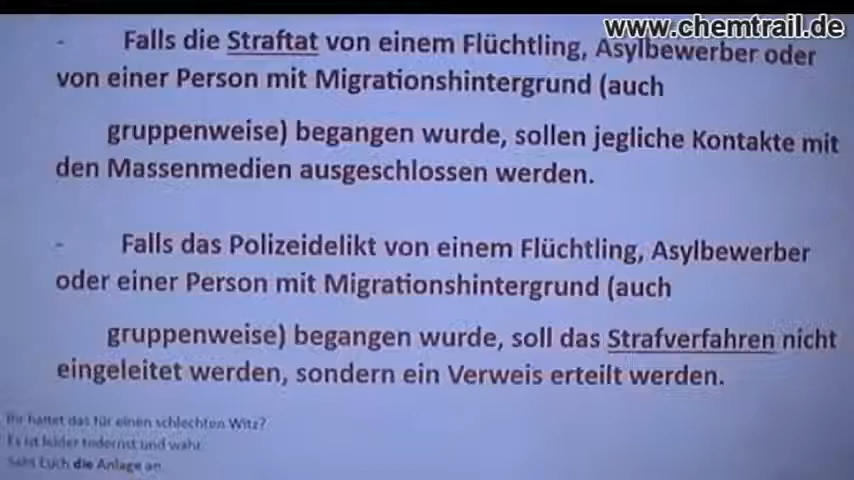 www.chemtrail.de
- Falls die Straftat von einem Flüchtling, Asylbewerber oder
von einer Person mit Migrationshintergrund (auch
gruppenweise) begangen wurde, sollen jegliche Kontakte mit
den Massenmedien ausgeschlossen werden.
- Falls das Polizeidelikt von einem Flüchtling, Asylbewerber
oder einer Person mit Migrationshintergrund (auch
gruppenweise) begangen wurde, soll das Strafverfahren nicht
eingeleitet werden, sondern ein Verweis erteilt werden.
Ihr haltet das für einen schlechten Witz?
Es ist leider todernst und wahr.
Seht Euch die Anlage an.